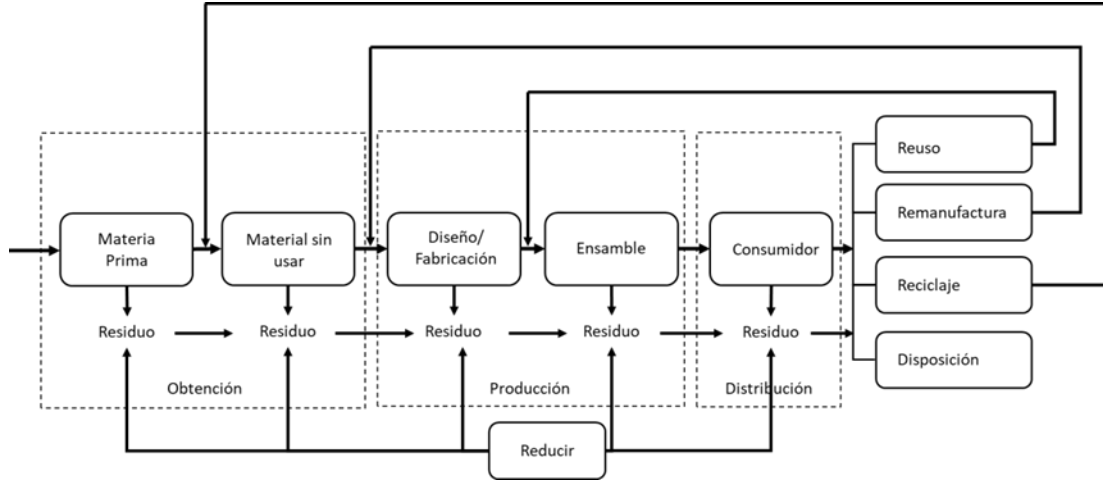 Reuso
Remanufactura
Materia
Prima
Material sin
usar
Diseño/
Fabricación
Ensamble
Consumidor
Reciclaje
Residuo
Residuo
Residuo
Residuo
Residuo
Disposición
Obtención
Producción
Distribución
Reducir